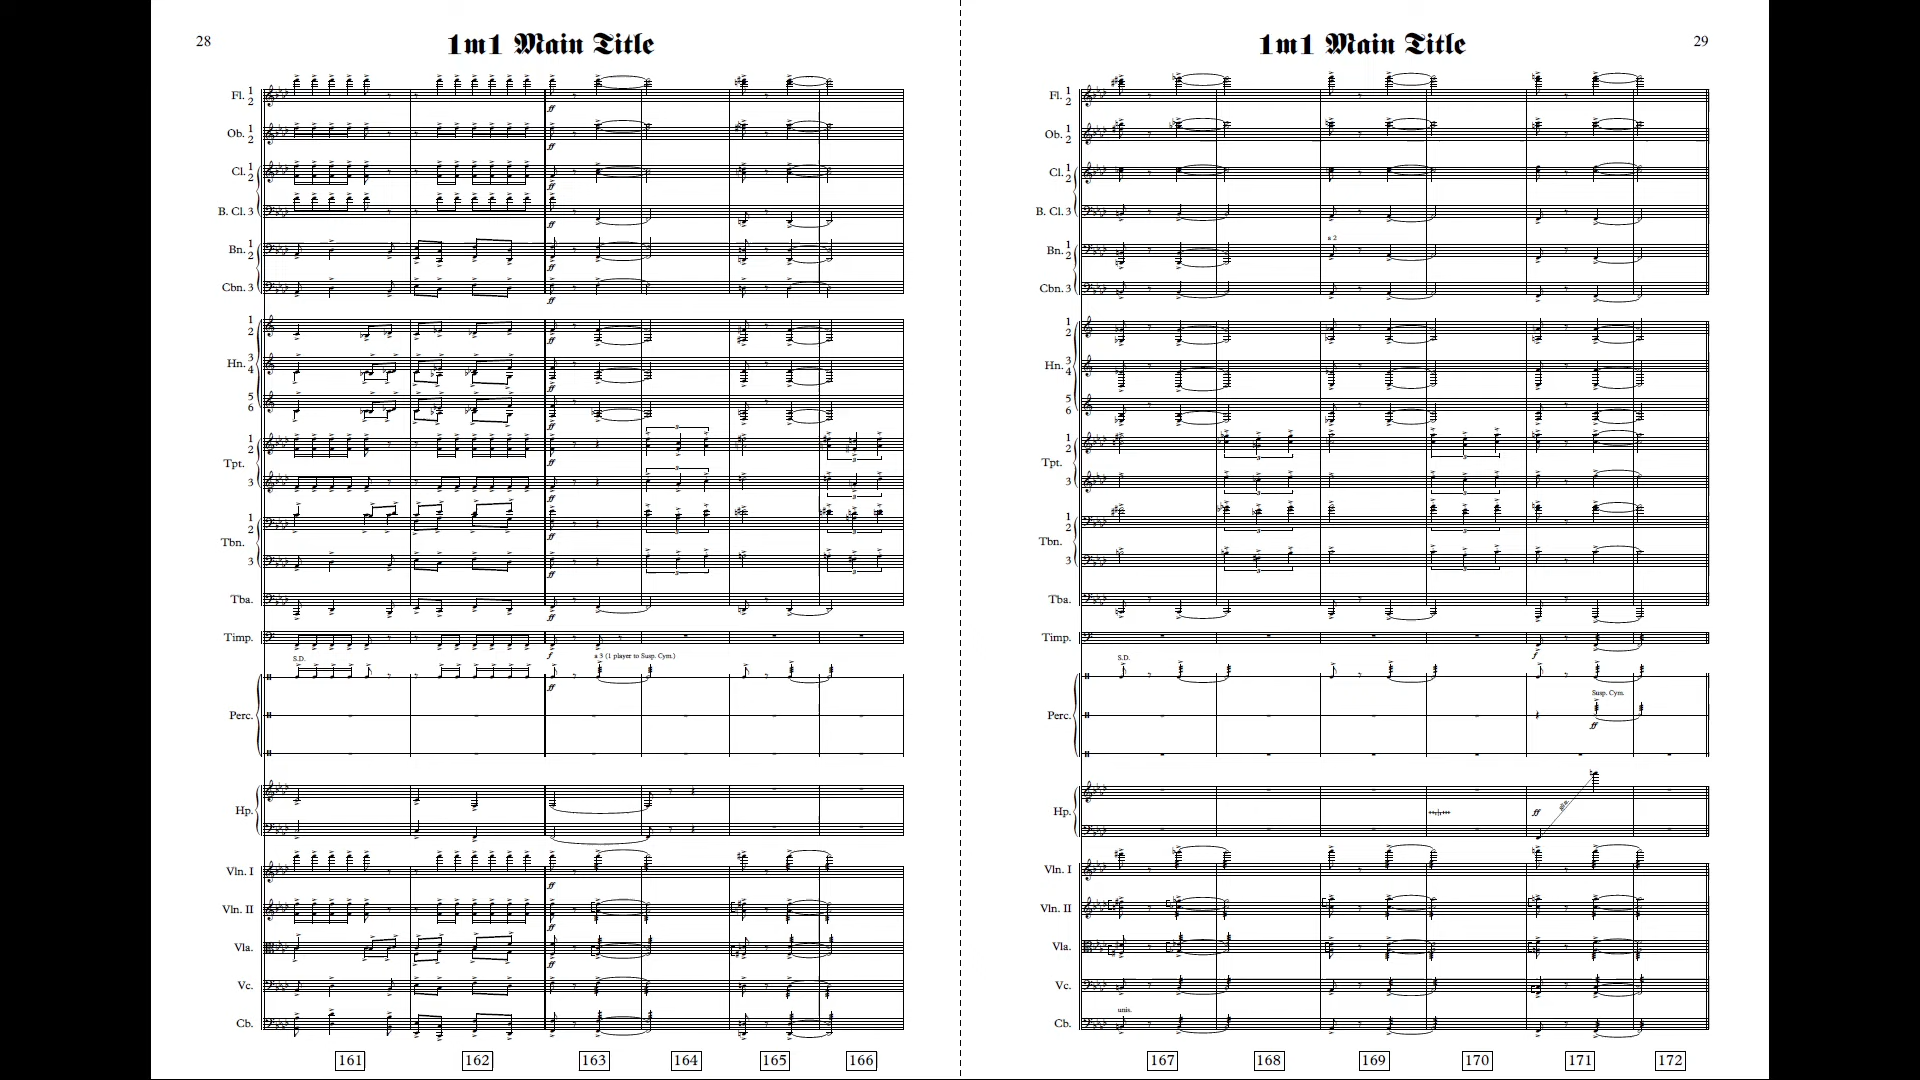 28
1m1 Main Title
Fl. 1 2
Ob. 1 2
Cl. 1 2
B. Cl. 3
Bn. 1 2
Cbn. 3
1 2
Hn. 3 4
5 6
1 2
Tpt.
3
1 2
Tbn.
3
Tba.
Timp.
S.D.
a 3 (1 player to Susp. Cym.)
Perc.
Hp.
Vln. I
Vln. II
Vla.
Vc.
Cb.
161 162 163 164 165 166
1m1 Main Title
29
Fl. 1 2
Ob. 1 2
Cl. 1 2
B. Cl. 3
a 2
Bn. 1 2
Cbn. 3
1 2
Hn. 3 4
5 6
1 2
Tpt.
3
1 2
Tbn.
3
Tba.
Timp.
f
S.D.
Susp. Cym.
Perc.
ff
Hp.
ff
Vln. I
Vln. II
Vla.
Vc.
unis.
Cb.
167 168 169 170 171 172